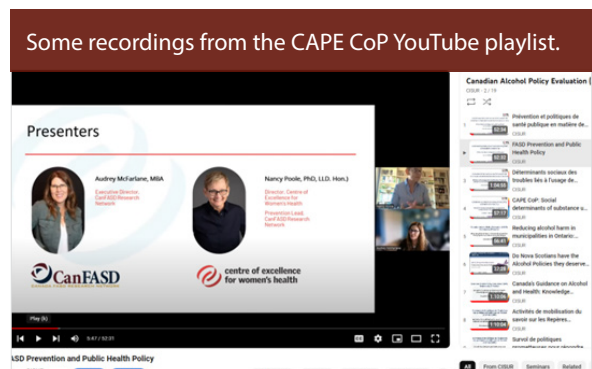 Some recordings from the CAPE CoP YouTube playlist.
Presenters
Audrey McFarlane, MBA
Executive Director,
CanFASD Research
Network
Nancy Poole, PhD, LLD. Hon.)
Director, Centre of
Excellence for
Women's Health
Prevention Lead,
CanFASD Research
Network
CanFASD
CANADA FASD RESEARCH NETWORK
centre of excellence
for women's health
Play (k)
5:47 / 52:31
ASD Prevention and Public Health Policy
Canadian Alcohol Policy Evaluation (
CISUR · 2 / 19
Prévention et politiques de
santé publique en matière de...
CISUR
FASD Prevention and Public
Health Policy
CISUR
Déterminants sociaux des
troubles liés à l'usage de...
CISUR
CAPE CoP: Social
determinants of substance u...
CISUR
Reducing alcohol harm in
municipalities in Ontario:...
CISUR
Do Nova Scotians have the
Alcohol Policies they deserve...
CISUR
Canada's Guidance on Alcohol
and Health: Knowledge...
CISUR
Activités de mobilisation du
savoir sur les Repères...
CISUR
Survol de politiques
All
From CISUR
Seminars
Related